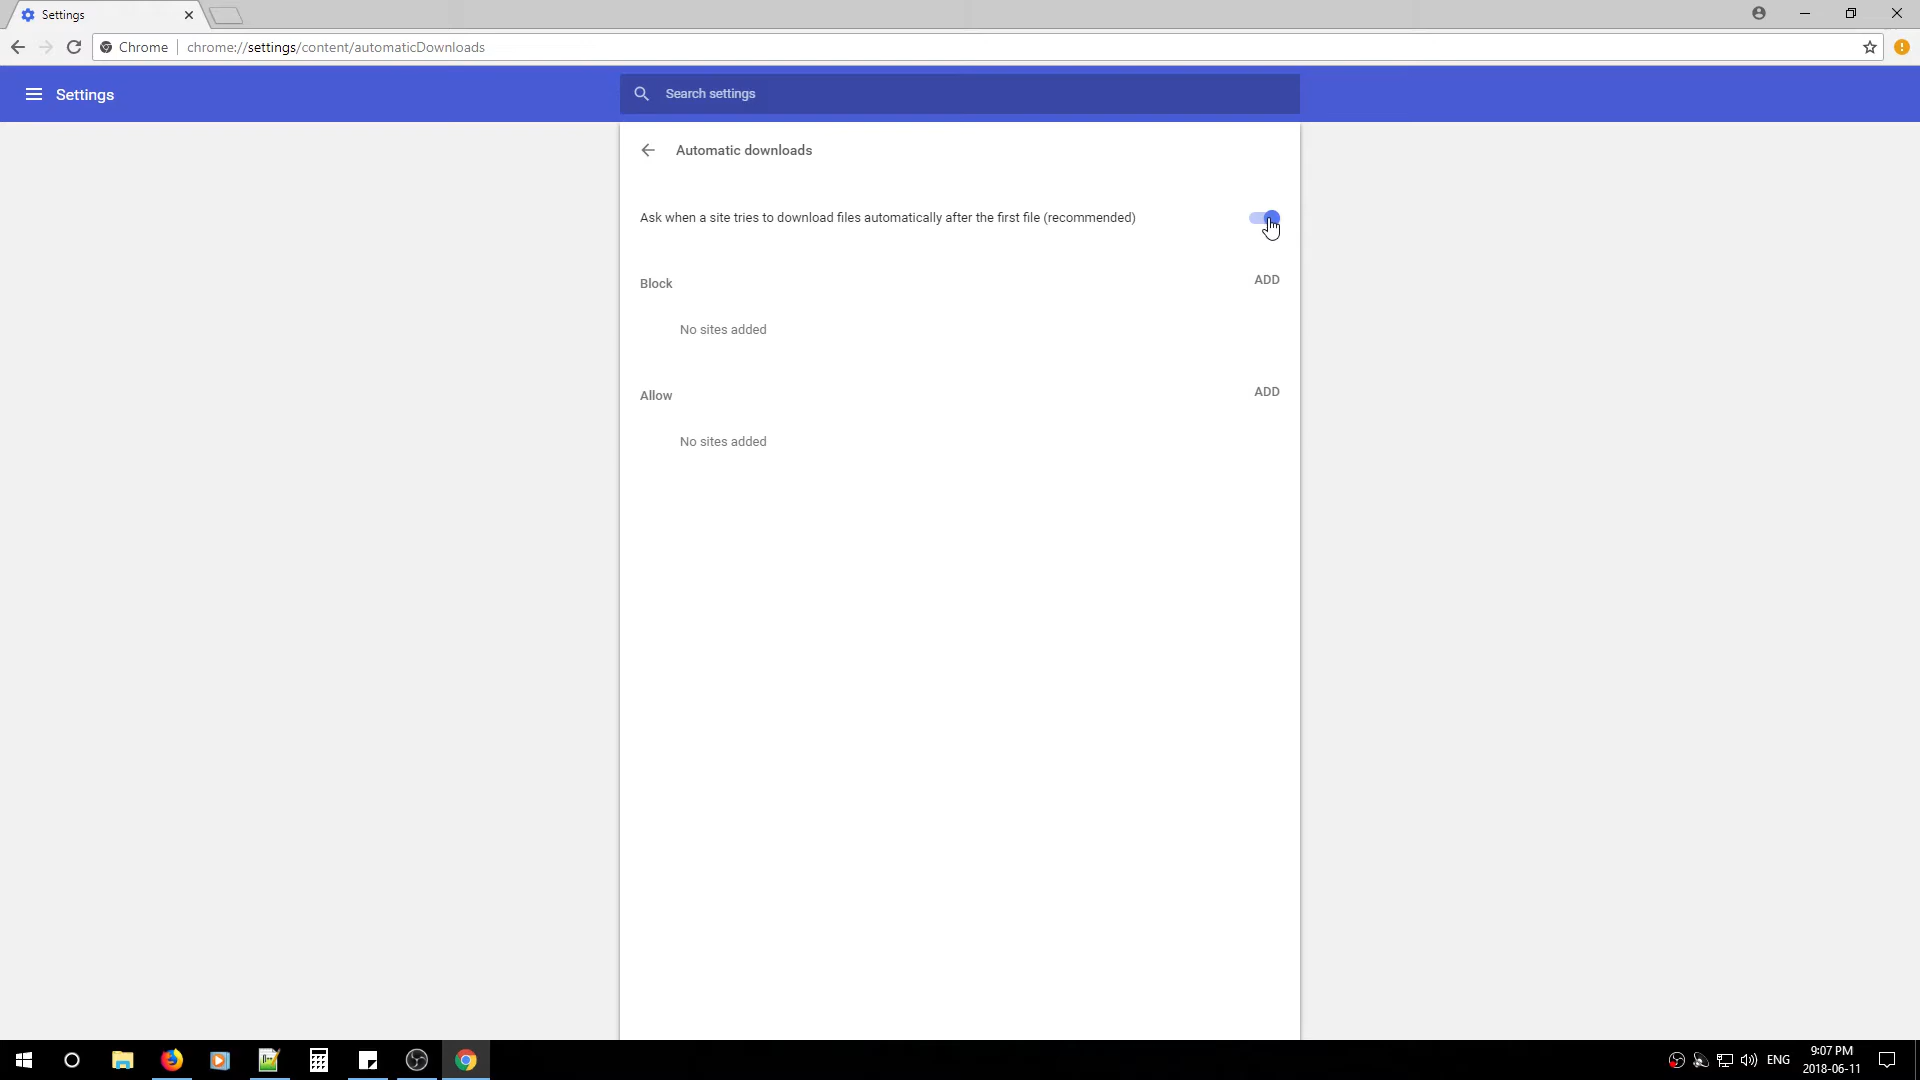 Settings
Chrome
chrome://settings/content/automaticDownloads
Settings
Search settings
Automatic downloads
Ask when a site tries to download files automatically after the first file (recommended)
Block
ADD
No sites added
Allow
ADD
No sites added
ENG
9:07 PM
2018-06-11